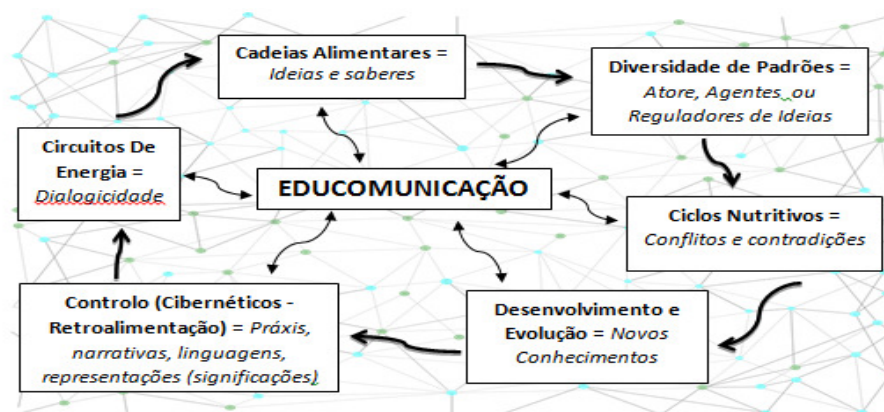 Cadeias Alimentares =
Ideias e saberes
Diversidade de Padrões =
Atore, Agentes ou
Reguladores de Ideias
Circuitos De
Energia =
Dialogicidade
EDUCOMUNICAÇÃO
Ciclos Nutritivos =
Conflitos e contradições
Controlo (Cibernéticos -
Retroalimentação) = Práxis,
narrativas, linguagens,
representações (significações)
Desenvolvimento e
Evolução = Novos
Conhecimentos